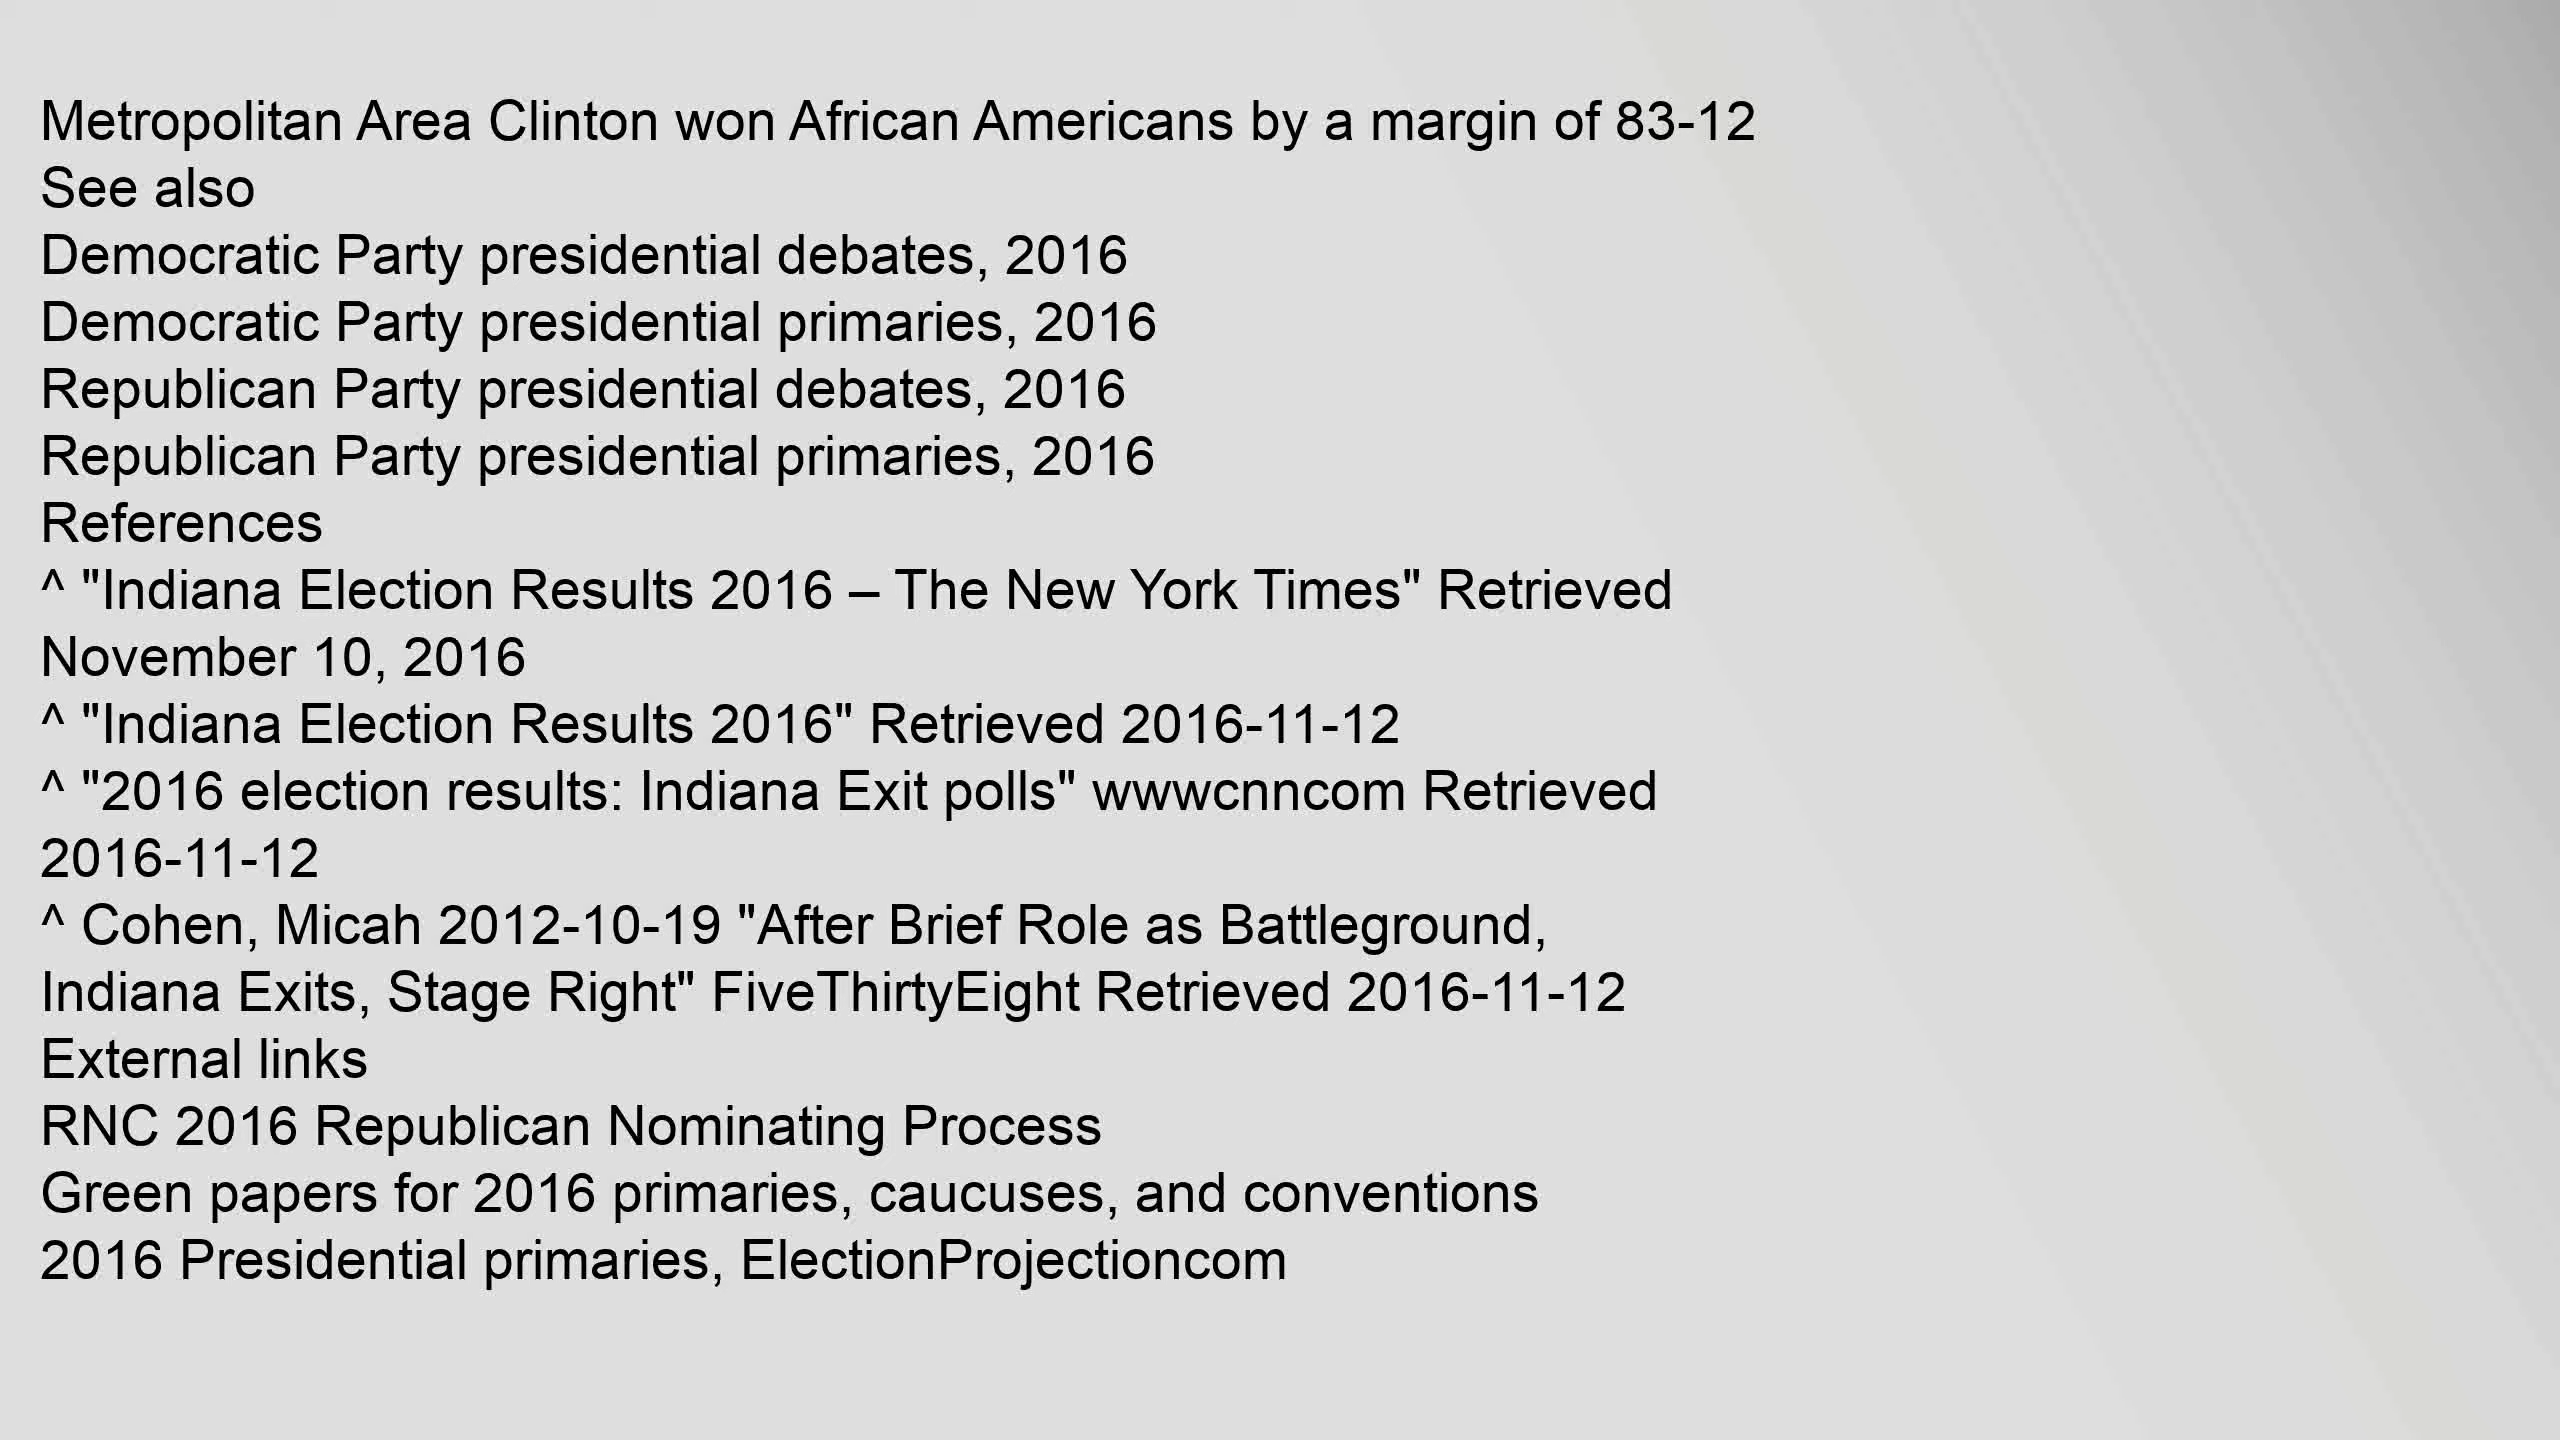 Metropolitan Area Clinton won African Americans by a margin of 83-12
See also
Democratic Party presidential debates, 2016
Democratic Party presidential primaries, 2016
Republican Party presidential debates, 2016
Republican Party presidential primaries, 2016
References
^ "Indiana Election Results 2016 – The New York Times" Retrieved
November 10, 2016
^ "Indiana Election Results 2016" Retrieved 2016-11-12
^ "2016 election results: Indiana Exit polls" wwwcnncom Retrieved
2016-11-12
^ Cohen, Micah 2012-10-19 "After Brief Role as Battleground,
Indiana Exits, Stage Right" FiveThirtyEight Retrieved 2016-11-12
External links
RNC 2016 Republican Nominating Process
Green papers for 2016 primaries, caucuses, and conventions
2016 Presidential primaries, ElectionProjectioncom